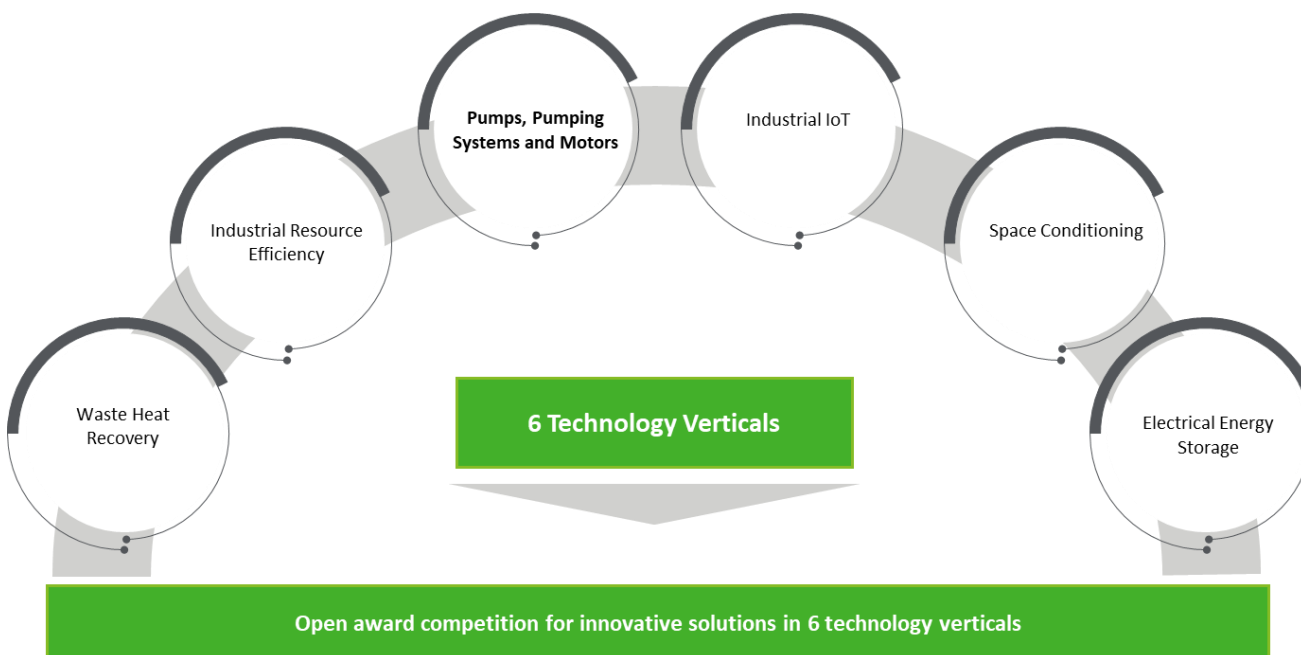 Pumps, Pumping
Systems and Motors
Industrial IoT
Industrial Resource
Efficiency
Space Conditioning
Waste Heat
Recovery
6 Technology Verticals
Electrical Energy
Storage
Open award competition for innovative solutions in 6 technology verticals